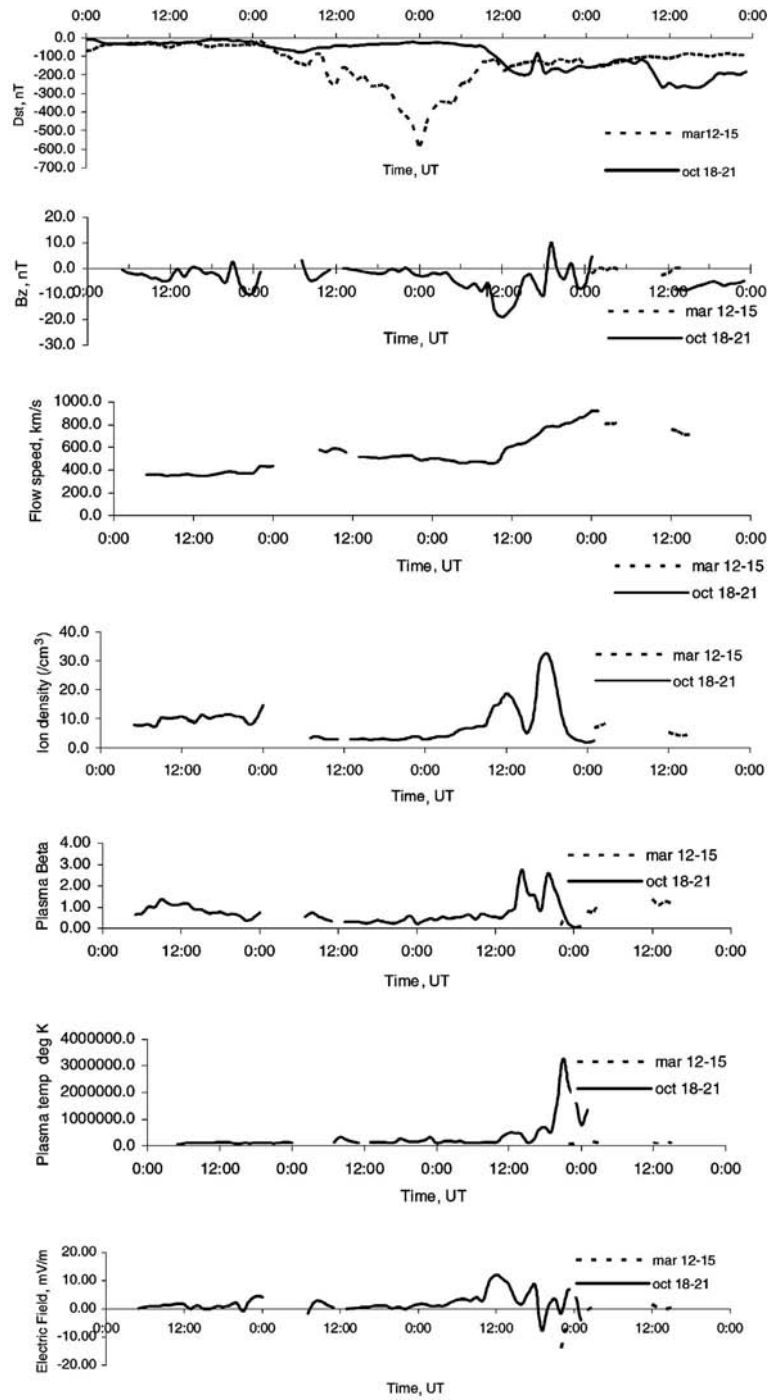 0:00 12:00 0:00 12:00 0:00 12:00 0:00 12:00 0:00
0.0
-100.0
-200.0
-300.0
-400.0
-500.0
-600.0
-700.0
Dst, nT
Time, UT
mar12-15
oct 18-21
20.0
10.0
0.0
-10.0
-20.0
-30.0
Bz, nT
0:00 12:00 0:00 12:00 0:00 12:00 0:00 12:00 0:00
Time, UT
mar 12-15
oct 18-21
1000.0
800.0
600.0
400.0
200.0
0.0
Flow speed, km/s
0:00 12:00 0:00 12:00 0:00 12:00 0:00 12:00 0:00
Time, UT
mar 12-15
oct 18-21
40.0
30.0
20.0
10.0
0.0
Ion density (/cm³)
mar 12-15
oct 18-21
0:00 12:00 0:00 12:00 0:00 12:00 0:00 12:00 0:00
Time, UT
4.00
3.00
2.00
1.00
0.00
Plasma Beta
mar 12-15
oct 18-21
0:00 12:00 0:00 12:00 0:00 12:00 0:00 12:00 0:00
Time, UT
4000000.0
3000000.0
2000000.0
1000000.0
0.0
Plasma temp deg K
mar 12-15
oct 18-21
0:00 12:00 0:00 12:00 0:00 12:00 0:00 12:00 0:00
Time, UT
20.00
10.00
0.00
-10.00
-20.00
Electric Field, mV/m
mar 12-15
oct 18-21
0:00 12:00 0:00 12:00 0:00 12:00 0:00 12:00 0:00
Time, UT